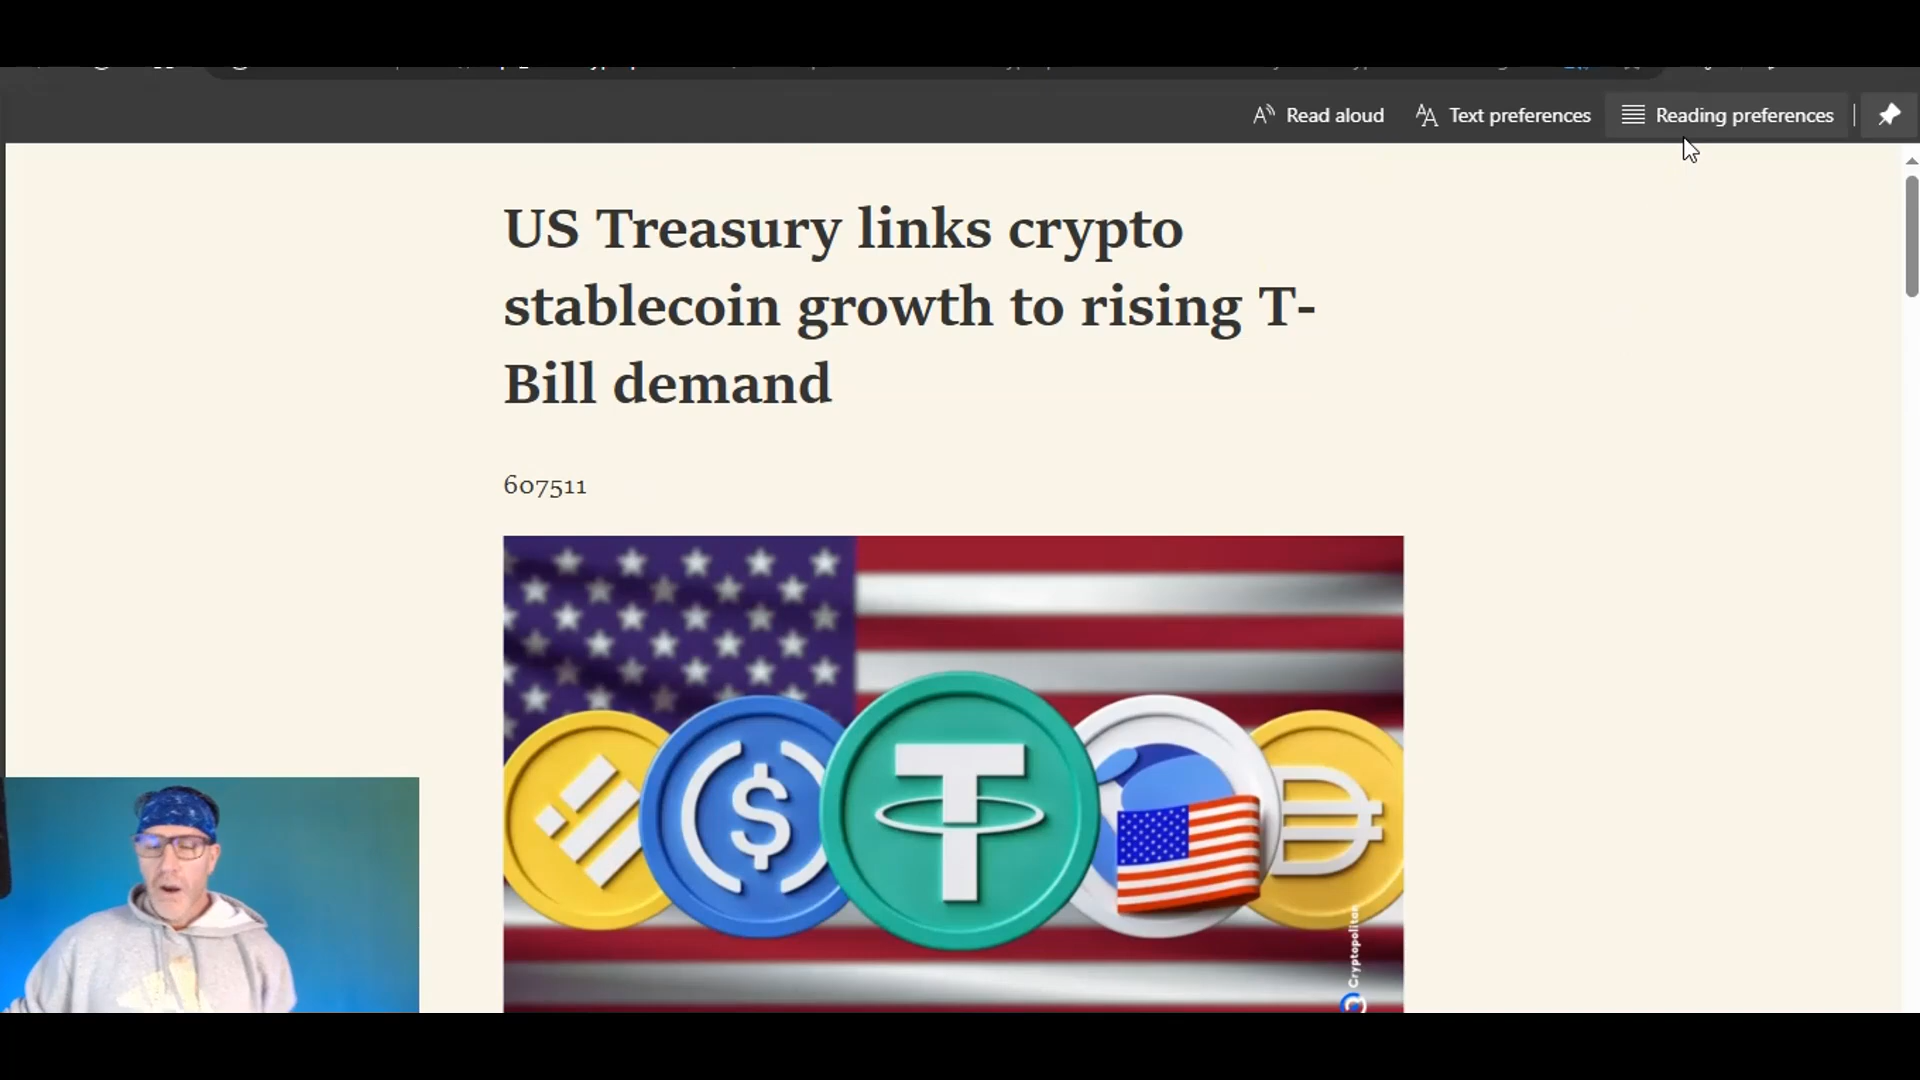 Read aloud
Text preferences
Reading preferences
US Treasury links crypto
stablecoin growth to rising T-
Bill demand
607511
Cryptopolitan